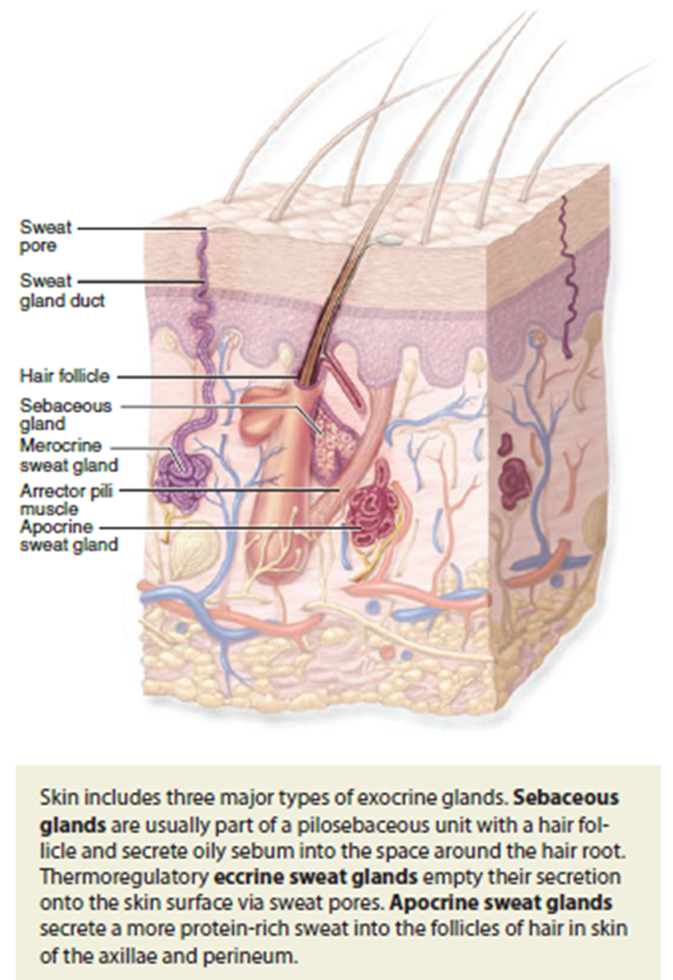 Sweat
pore
Sweat
gland duct
Hair follicle
Sebaceous
gland
Merocrine
sweat gland
Arrector pili
muscle
Apocrine
sweat gland
Skin includes three major types of exocrine glands. Sebaceous
glands are usually part of a pilosebaceous unit with a hair fol-
licle and secrete oily sebum into the space around the hair root.
Thermoregulatory eccrine sweat glands empty their secretion
onto the skin surface via sweat pores. Apocrine sweat glands
secrete a more protein-rich sweat into the follicles of hair in skin
of the axillae and perineum.